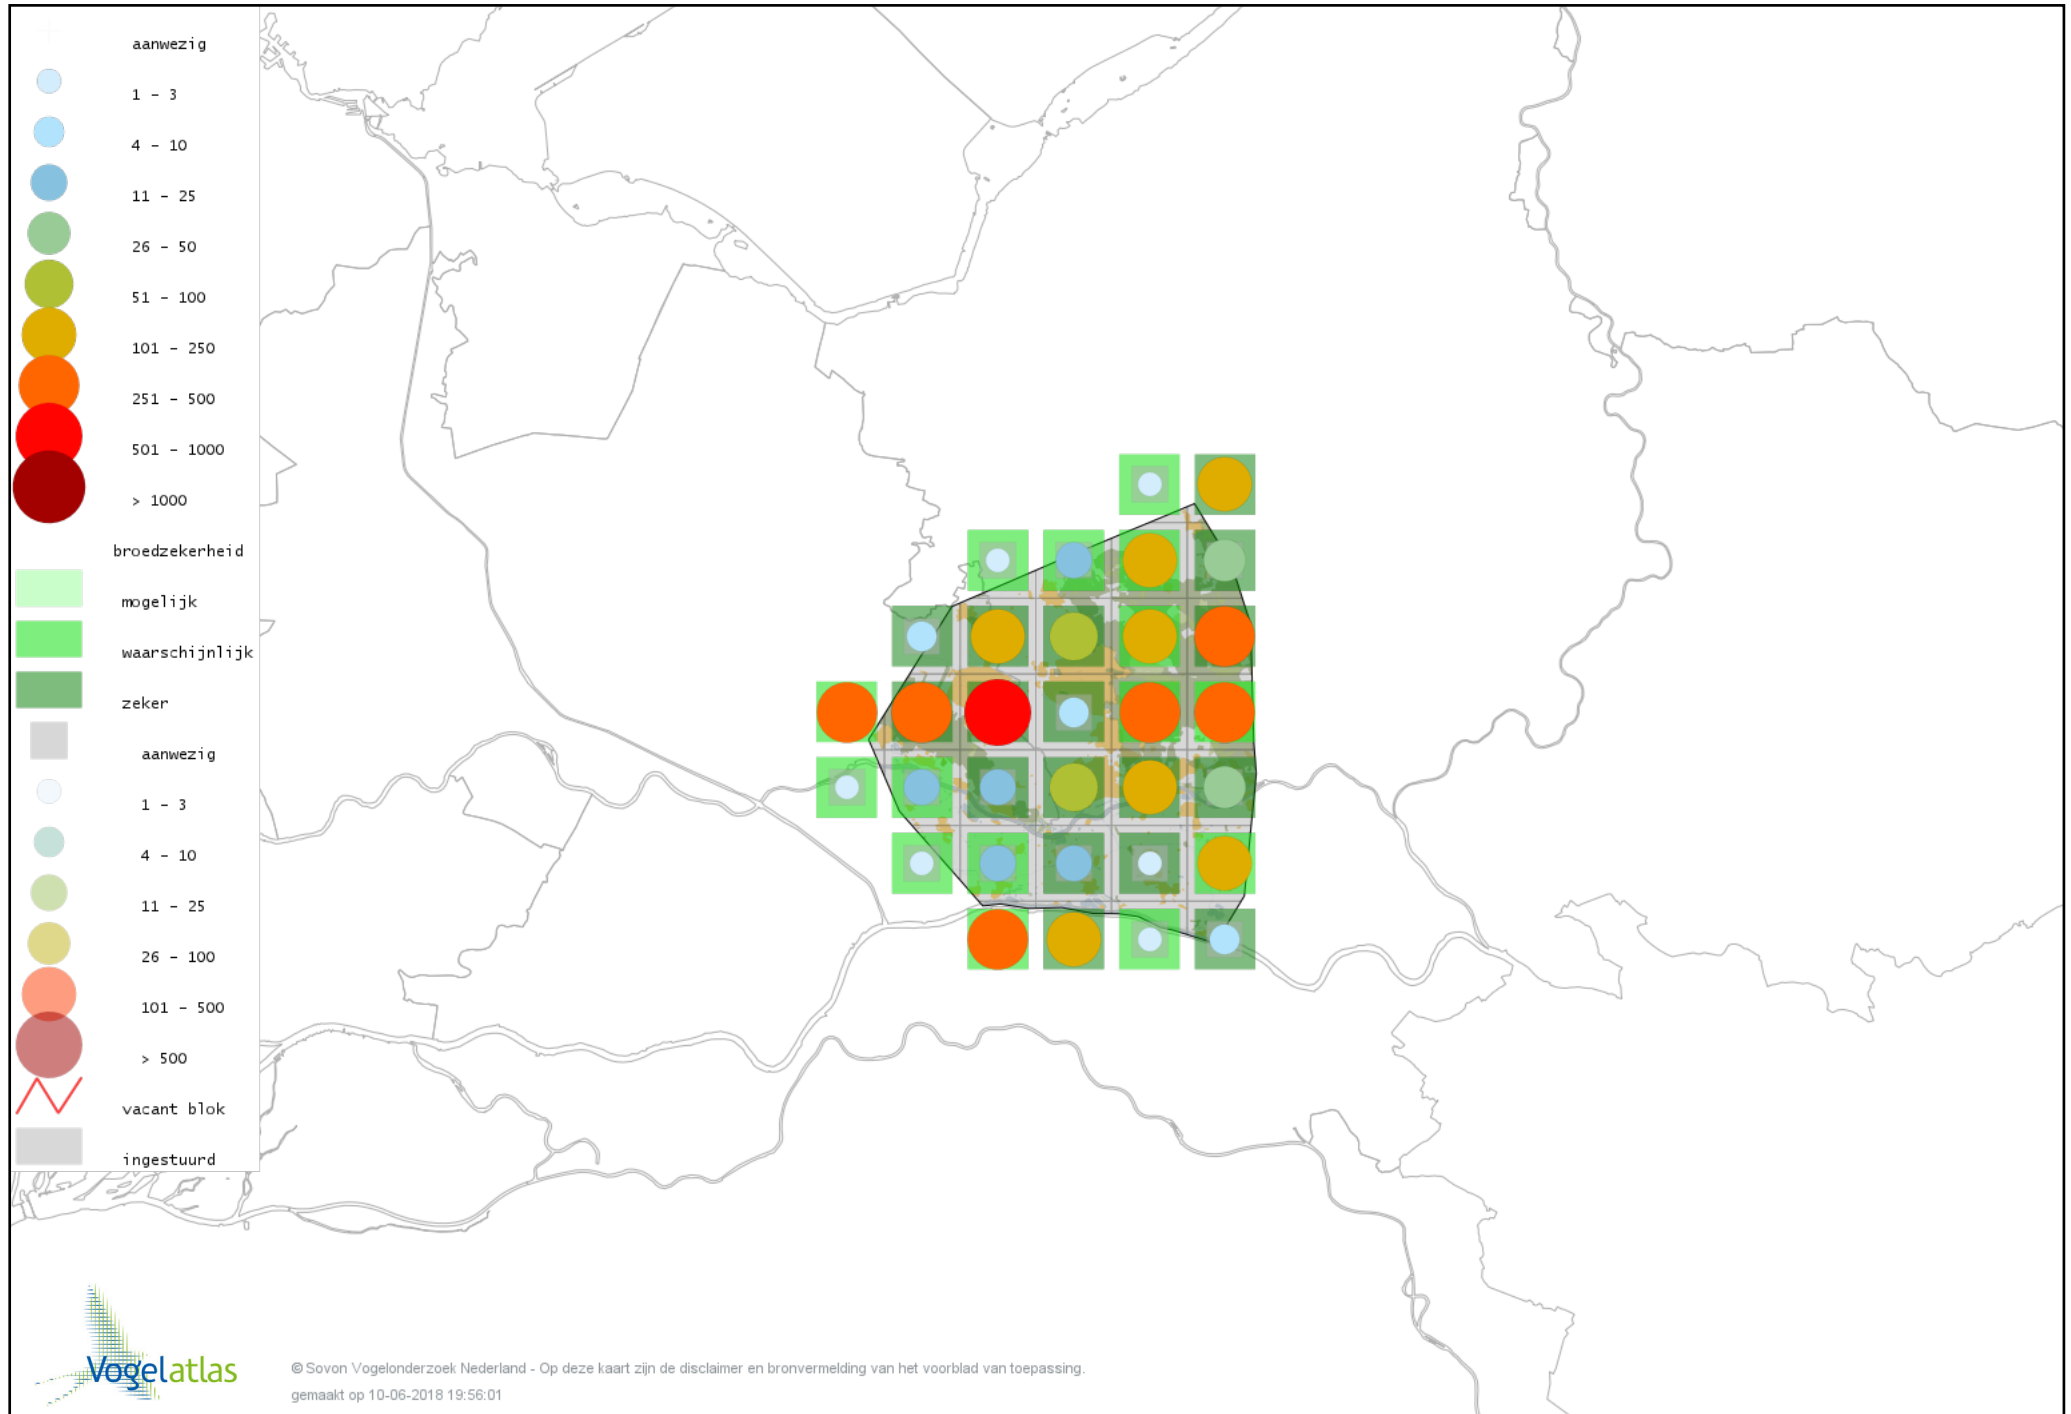 aanwezig
1 - 3
4 - 10
11 - 25
26 - 50
51 - 100
101 - 250
251 - 500
501 - 1000
> 1000
broedzekerheid
mogelijk
waarschijnlijk
zeker
aanwezig
1 - 3
4 - 10
11 - 25
26 - 100
101 - 500
> 500
vacant blok
ingestuurd
Vogelatlas
© Sovon Vogelonderzoek Nederland - Op deze kaart zijn de disclaimer en bronvermelding van het voorblad van toepassing.
gemaakt op 10-06-2018 19:56:01